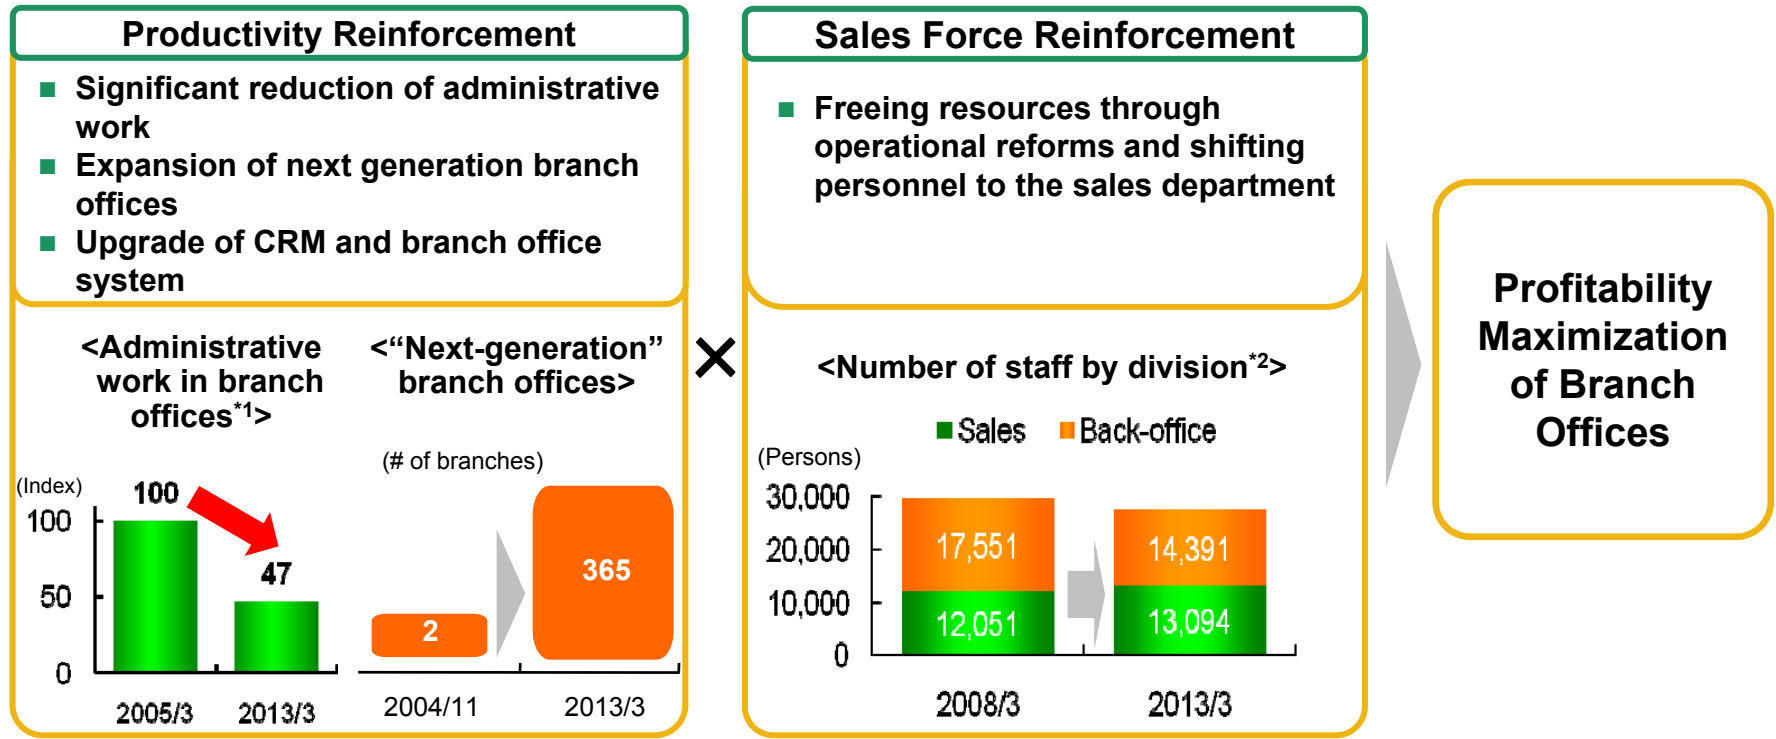 Productivity Reinforcement
■ Significant reduction of administrative
work
■ Expansion of next generation branch
offices
■ Upgrade of CRM and branch office
system
<Administrative
work in branch
offices*1>
(Index)
100
50
0
100
47
2005/3
2013/3
<“Next-generation”
branch offices>
(# of branches)
2
365
2004/11
2013/3
×
Sales Force Reinforcement
■ Freeing resources through
operational reforms and shifting
personnel to the sales department
<Number of staff by division*2>
■ Sales ■ Back-office
(Persons)
30,000
20,000
10,000
0
17,551
12,051
14,391
13,094
2008/3
2013/3
Profitability
Maximization
of Branch
Offices